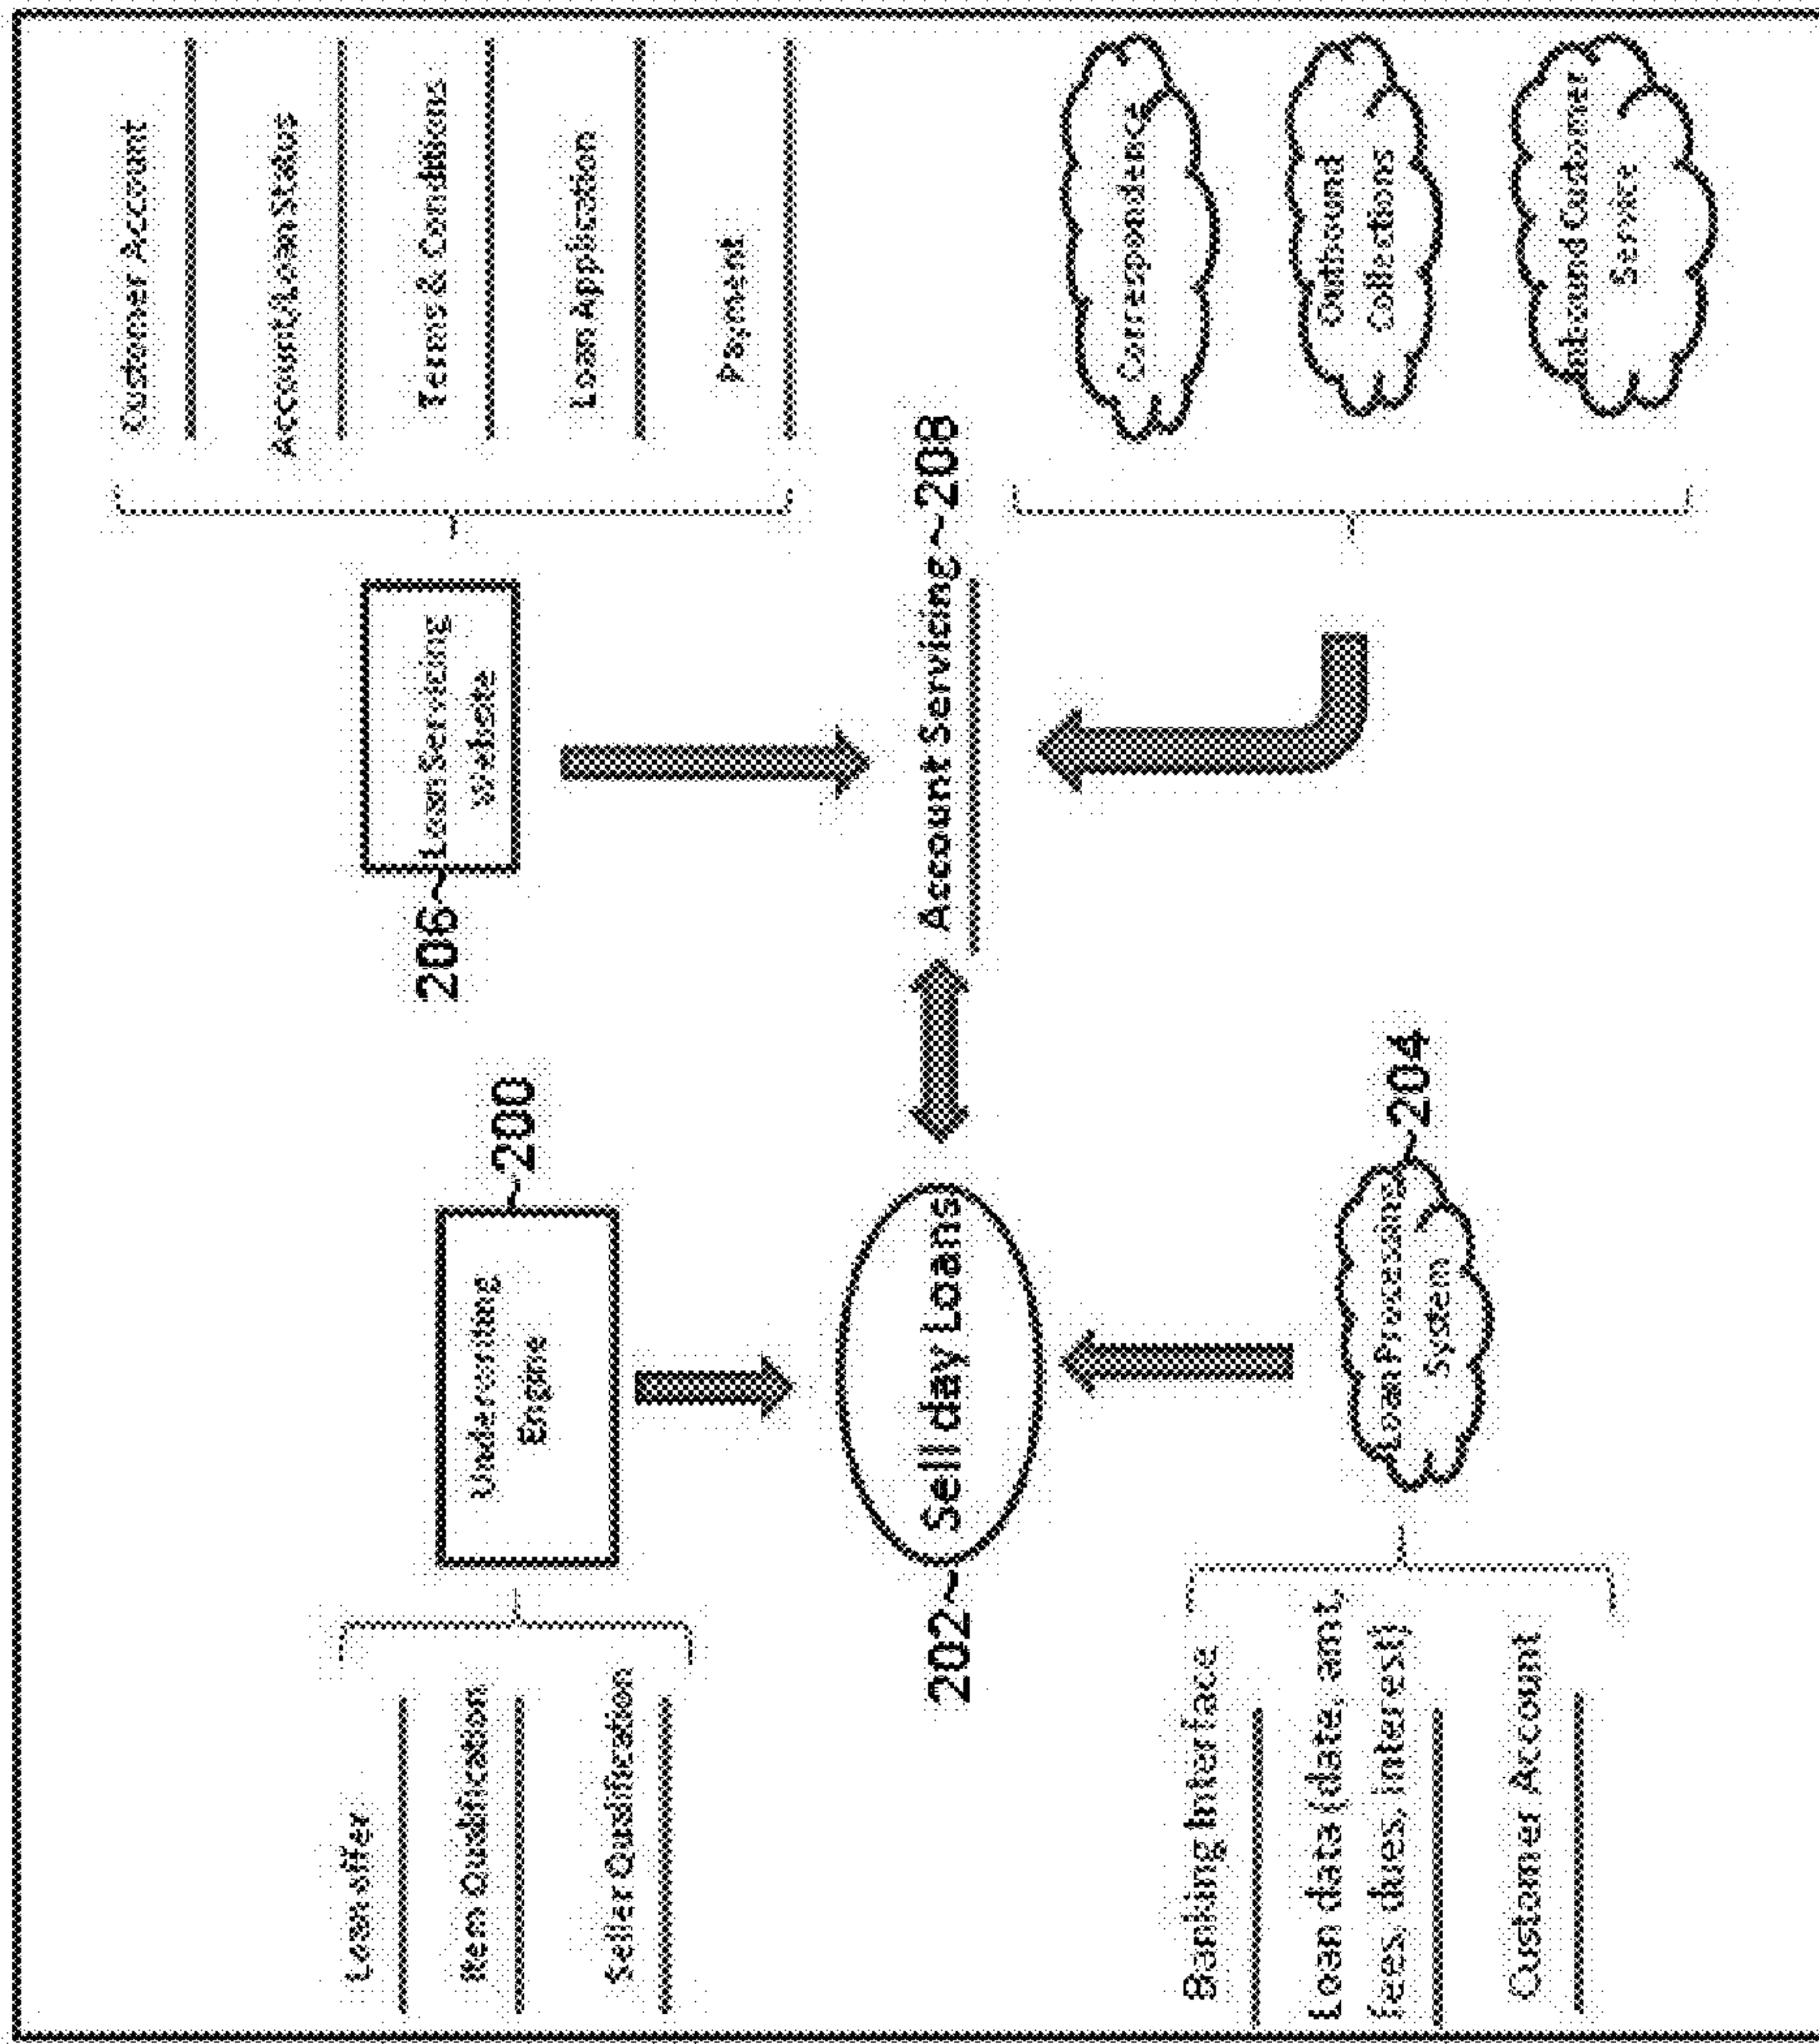 Loan offer
Item Qualification
Seller Qualification
Underwriting
Engine
~200
202~
Sell day Loans
Banking Interface
Loan data (date, amt,
fees, dues, interest)
Customer Account
Loan Processing
System
~204
206~
Loan Servicing
Website
Customer Account
Account/Loan Status
Terms & Conditions
Loan Application
Payment
Account Servicing~208
Correspondence
Outbound
Collections
Inbound Customer
Service